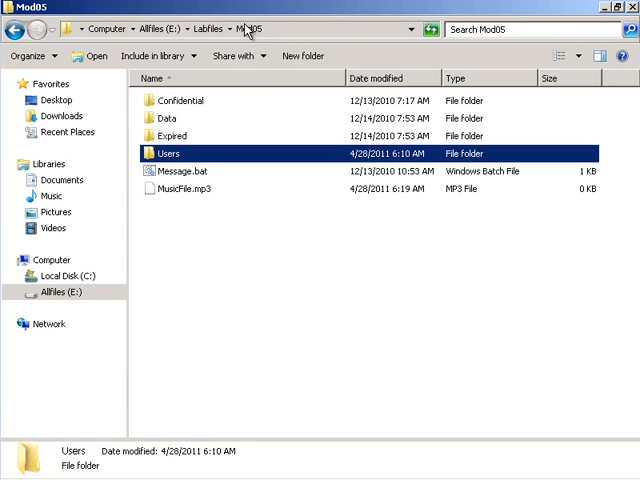 Mod05
Computer Allfiles (E:) Labfiles Mod05 Search Mod05
Organize Open Include in library Share with New folder
Favorites
Desktop
Downloads
Recent Places
Libraries
Documents
Music
Pictures
Videos
Computer
Local Disk (C:)
Allfiles (E:)
Network
Name Date modified Type Size
Confidential 12/13/2010 7:17 AM File folder
Data 12/14/2010 7:53 AM File folder
Expired 12/14/2010 7:53 AM File folder
Users 4/28/2011 6:10 AM File folder
Message.bat 12/13/2010 10:53 AM Windows Batch File 1 KB
MusicFile.mp3 4/28/2011 6:19 AM MP3 File 0 KB
Users Date modified: 4/28/2011 6:10 AM
File folder